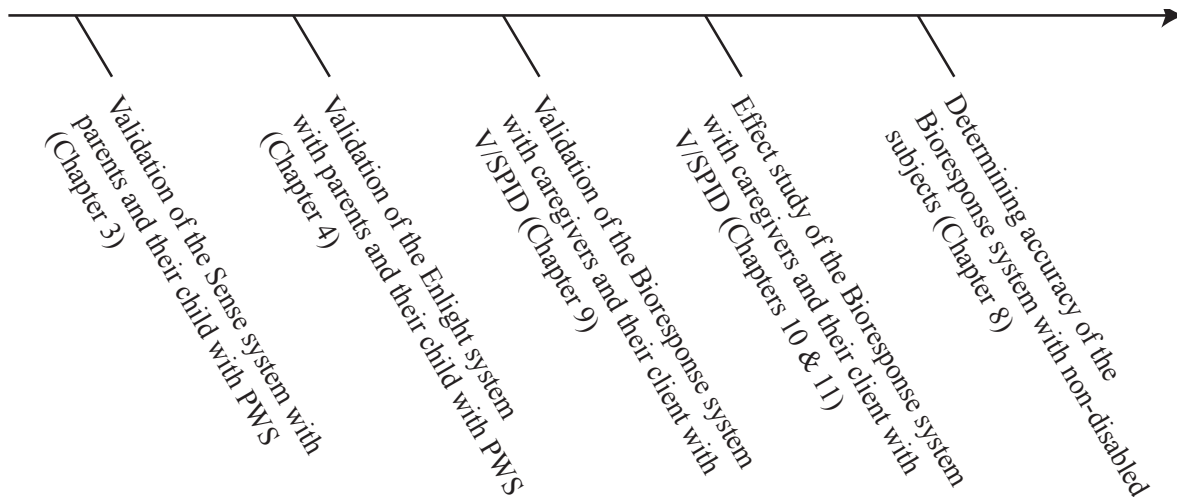 Validation of the Sense system with
parents and their child with PWS
(Chapter 3)
Validation of the Enlight system
with parents and their child with PWS
(Chapter 4)
Validation of the Bioresponse system
with caregivers and their client with
V/SPID (Chapter 9)
Effect study of the Bioresponse system
with caregivers and their client with
V/SPID (Chapters 10 & 11)
Determining accuracy of the
Bioresponse system with non-disabled
subjects (Chapter 8)